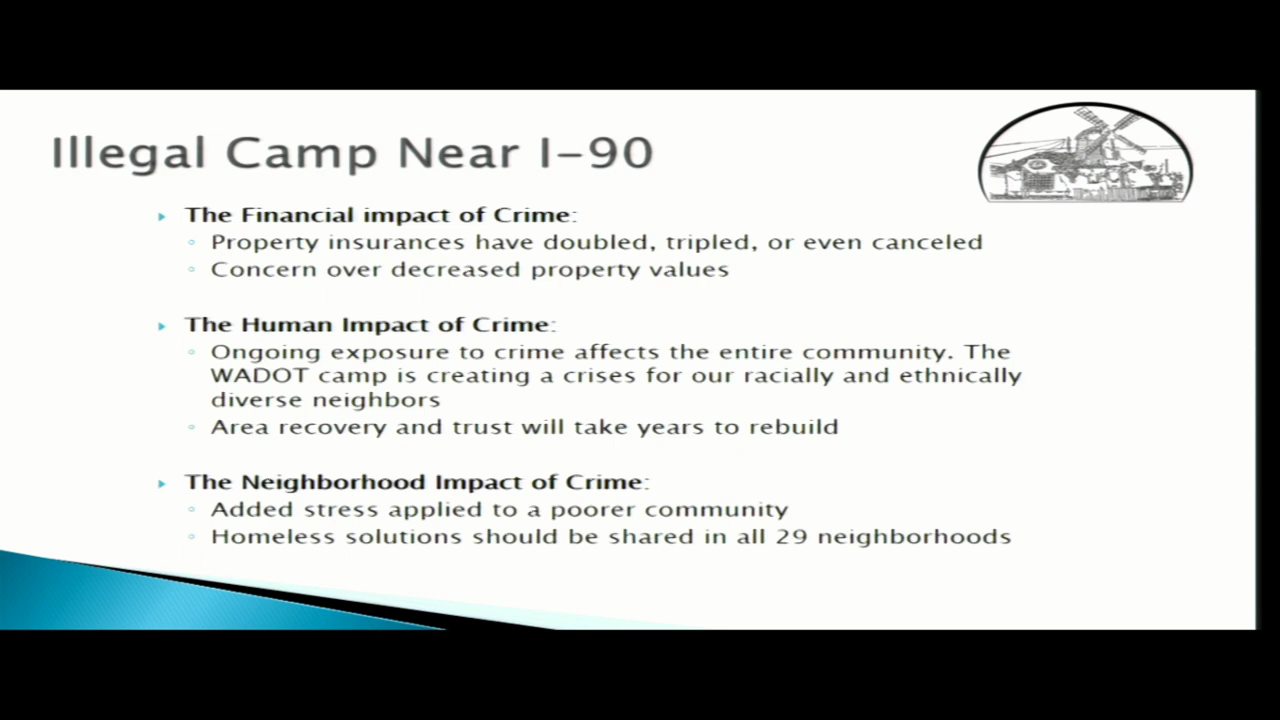 Illegal Camp Near I-90
The Financial impact of Crime:
Property insurances have doubled, tripled, or even canceled
Concern over decreased property values
The Human Impact of Crime:
Ongoing exposure to crime affects the entire community. The
WADOT camp is creating a crises for our racially and ethnically
diverse neighbors
Area recovery and trust will take years to rebuild
The Neighborhood Impact of Crime:
Added stress applied to a poorer community
Homeless solutions should be shared in all 29 neighborhoods